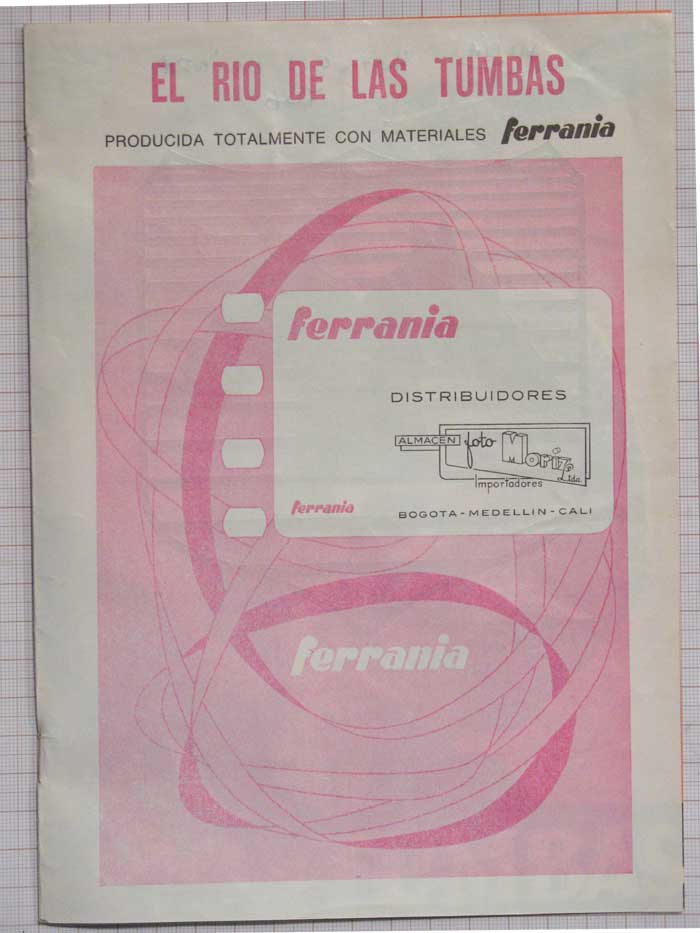 EL RIO DE LAS TUMBAS
PRODUCIDA TOTALMENTE CON MATERIALES ferrania
ferrania
DISTRIBUIDORES
ALMACEN foto Moriz Ltda.
Importadores
ferrania
BOGOTA - MEDELLIN - CALI
ferrania